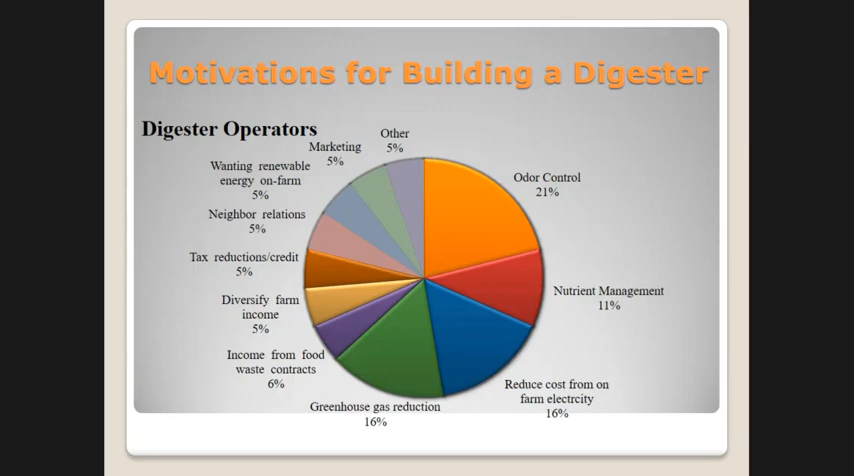 Motivations for Building a Digester
Digester Operators
Odor Control
21%
Nutrient Management
11%
Reduce cost from on
farm electrcity
16%
Greenhouse gas reduction
16%
Income from food
waste contracts
6%
Diversify farm
income
5%
Tax reductions/credit
5%
Neighbor relations
5%
Wanting renewable
energy on-farm
5%
Marketing
5%
Other
5%